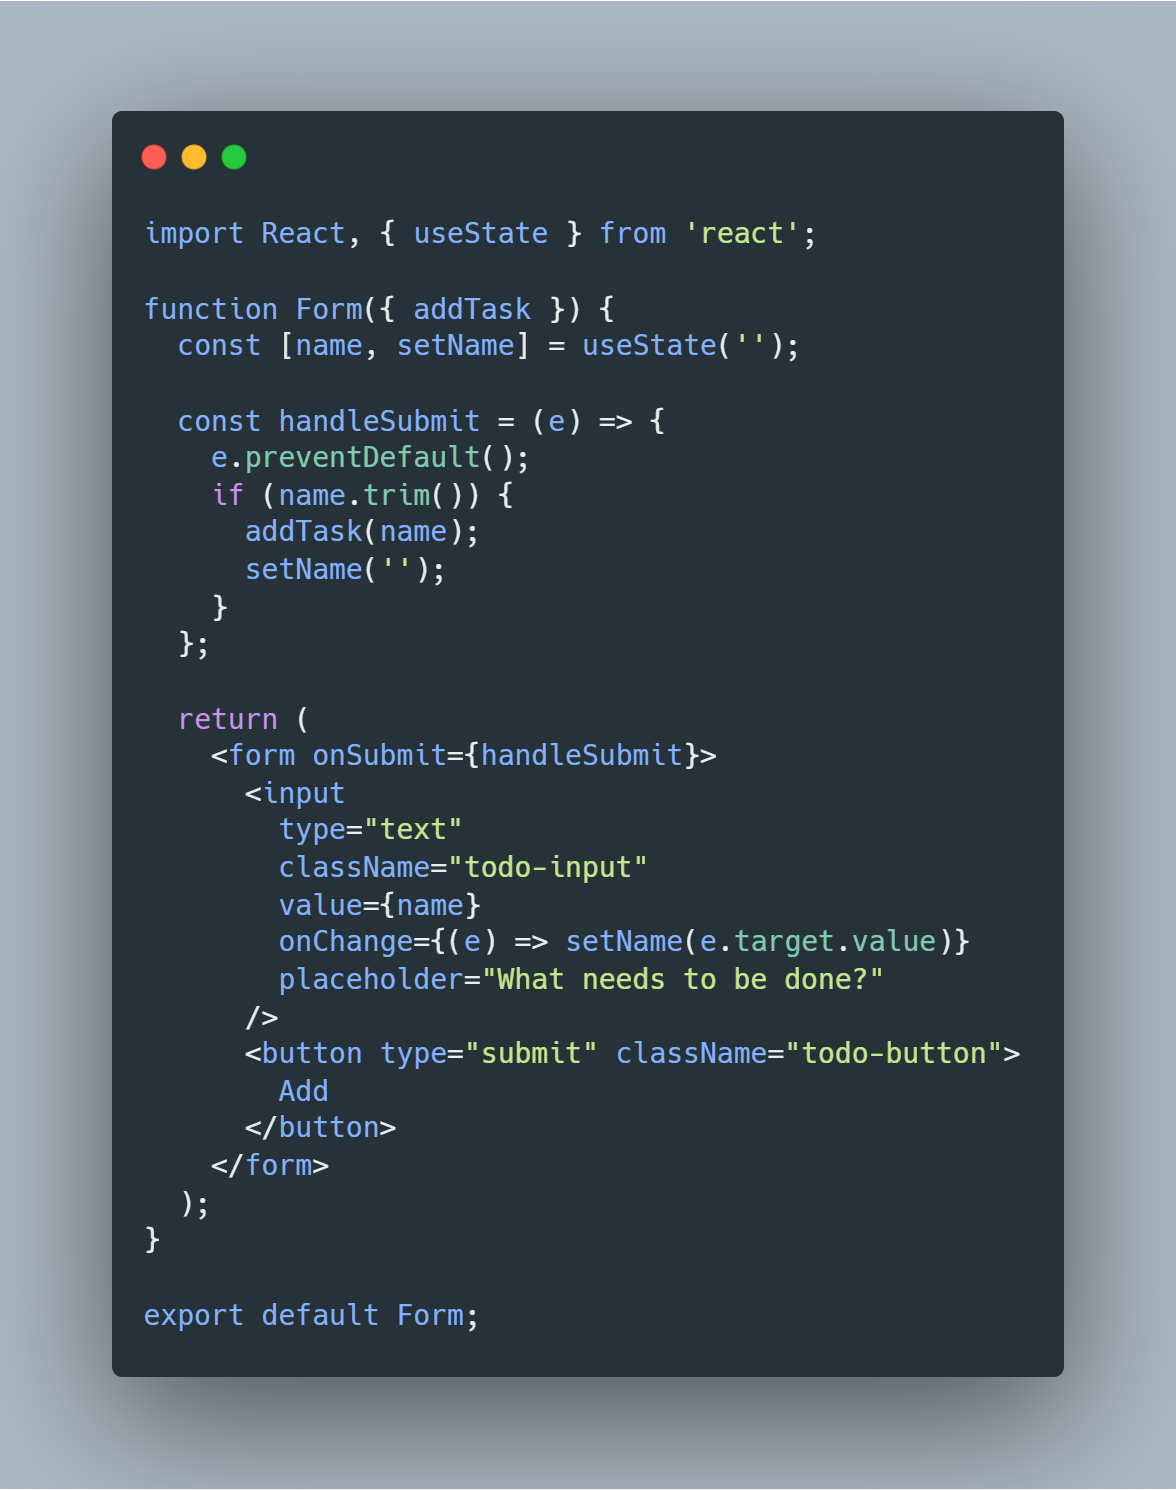 import React, { useState } from 'react';

function Form({ addTask }) {
  const [name, setName] = useState('');

  const handleSubmit = (e) => {
    e.preventDefault();
    if (name.trim()) {
      addTask(name);
      setName('');
    }
  };

  return (
    <form onSubmit={handleSubmit}>
      <input
        type="text"
        className="todo-input"
        value={name}
        onChange={(e) => setName(e.target.value)}
        placeholder="What needs to be done?"
      />
      <button type="submit" className="todo-button">
        Add
      </button>
    </form>
  );
}

export default Form;